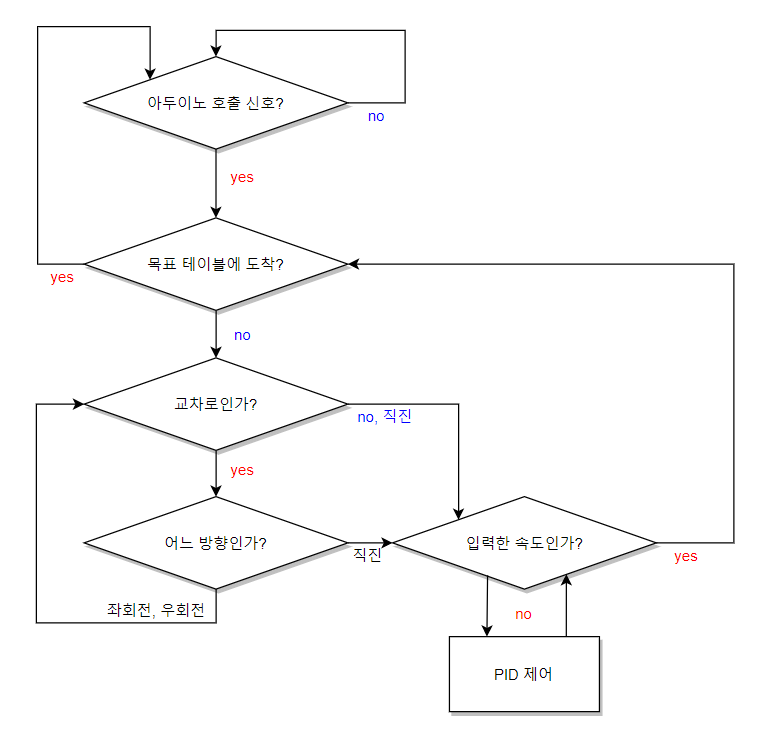 아두이노 호출 신호?
no
yes
목표 테이블에 도착?
yes
no
교차로인가?
no, 직진
yes
어느 방향인가?
직진
입력한 속도인가?
yes
좌회전, 우회전
no
PID 제어